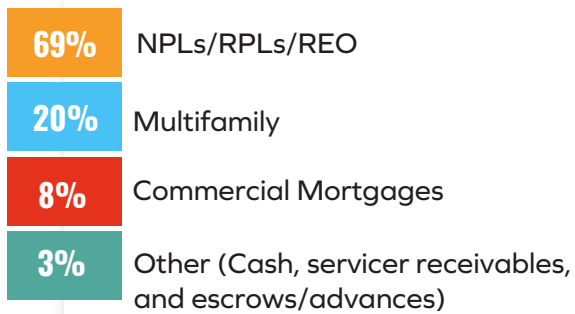 69% NPLs/RPLs/REO
20% Multifamily
8% Commercial Mortgages
3% Other (Cash, servicer receivables,
and escrows/advances)